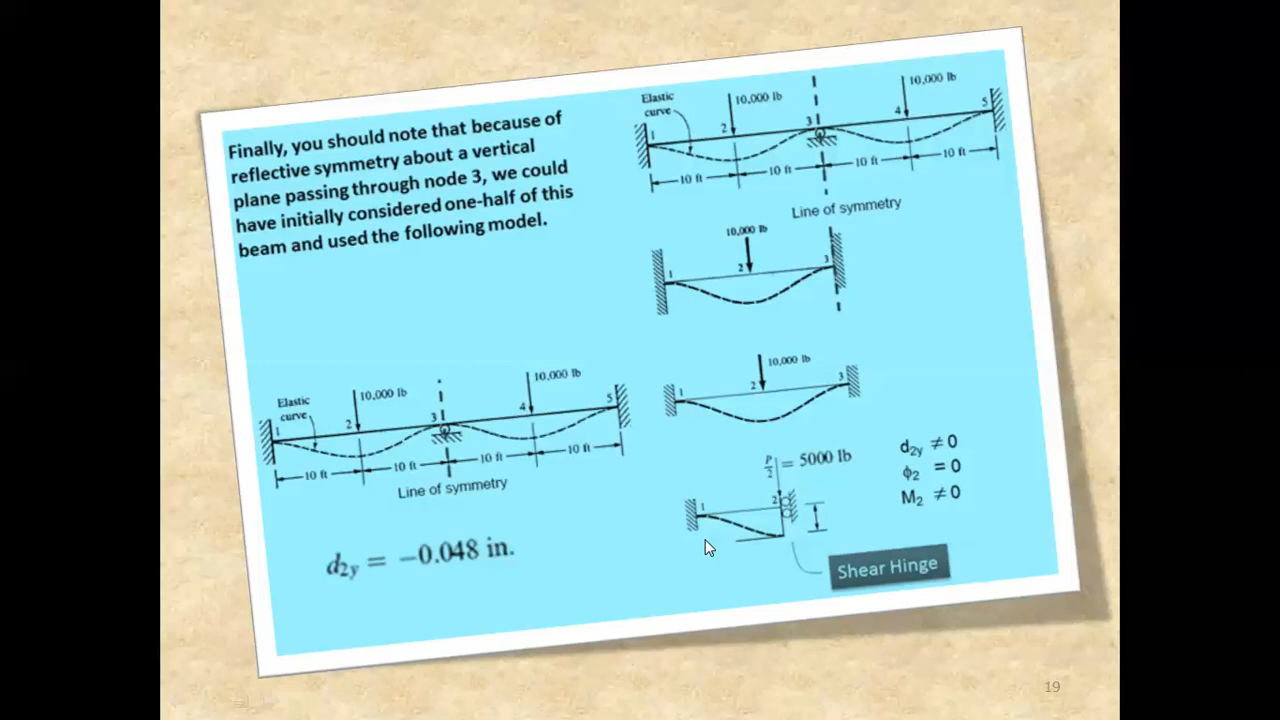 Finally, you should note that because of
reflective symmetry about a vertical
plane passing through node 3, we could
have initially considered one-half of this
beam and used the following model.
Elastic
curve
10,000 lb
10,000 lb
1
2
3
4
5
10 ft
10 ft
10 ft
10 ft
Line of symmetry
10,000 lb
1
2
3
10,000 lb
1
2
3
Elastic
curve
10,000 lb
10,000 lb
1
2
3
4
5
10 ft
10 ft
10 ft
10 ft
Line of symmetry
P/2 = 5000 lb
1
2
d2y ≠ 0
ϕ2 = 0
M2 ≠ 0
d2y = −0.048 in.
Shear Hinge
19